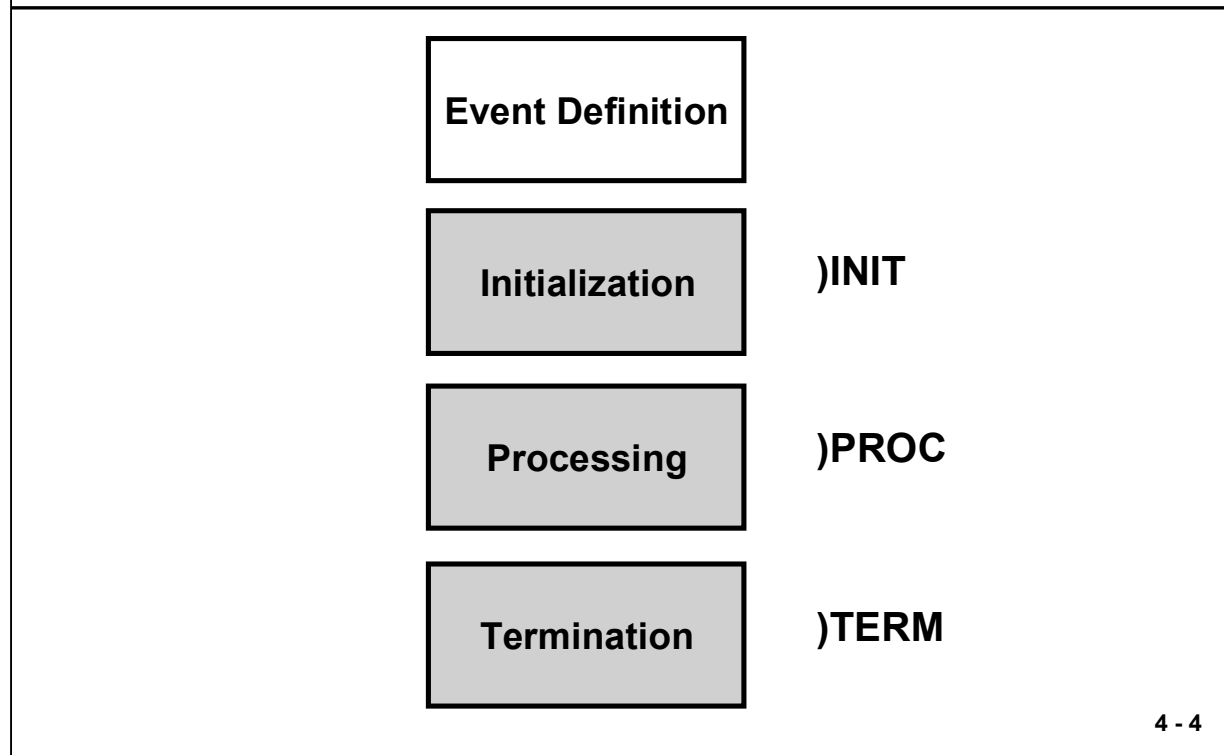 Event Definition
Initialization
)INIT
Processing
)PROC
Termination
)TERM
4 - 4